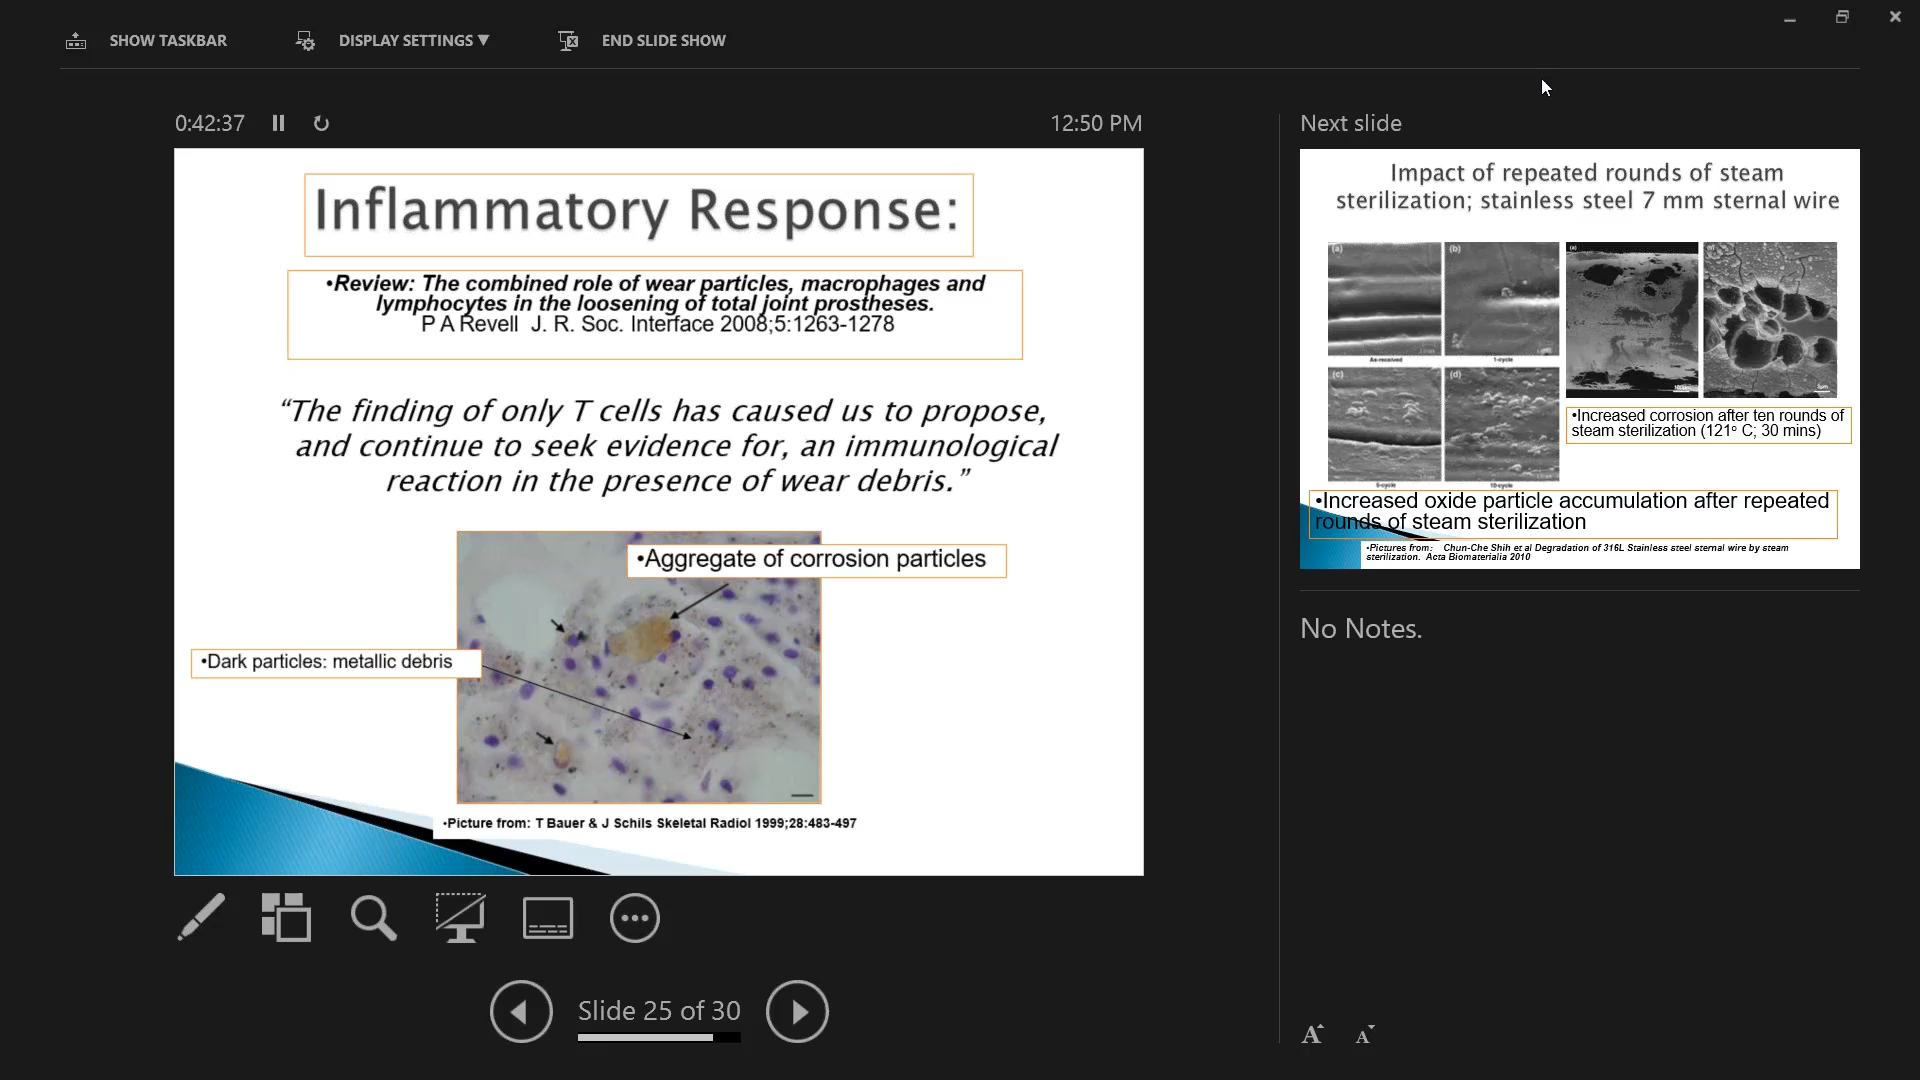 SHOW TASKBAR
DISPLAY SETTINGS ▼
END SLIDE SHOW
0:42:37
12:50 PM
Inflammatory Response:
•Review: The combined role of wear particles, macrophages and
lymphocytes in the loosening of total joint prostheses.
P A Revell J. R. Soc. Interface 2008;5:1263-1278
“The finding of only T cells has caused us to propose,
and continue to seek evidence for, an immunological
reaction in the presence of wear debris.”
•Aggregate of corrosion particles
•Dark particles: metallic debris
•Picture from: T Bauer & J Schils Skeletal Radiol 1999;28:483-497
Slide 25 of 30
Next slide
Impact of repeated rounds of steam
sterilization; stainless steel 7 mm sternal wire
(a)
(b)
(a)
As-received
1-cycle
(c)
(d)
•Increased corrosion after ten rounds of
steam sterilization (121º C; 30 mins)
10-cycle
•Increased oxide particle accumulation after repeated
rounds of steam sterilization
•Pictures from: Chun-Che Shih et al Degradation of 316L Stainless steel sternal wire by steam
sterilization. Acta Biomaterialia 2010
No Notes.
A A